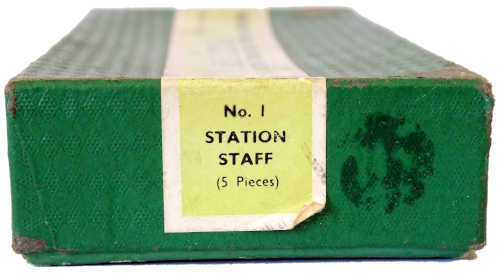 No. 1
STATION
STAFF
(5 Pieces)